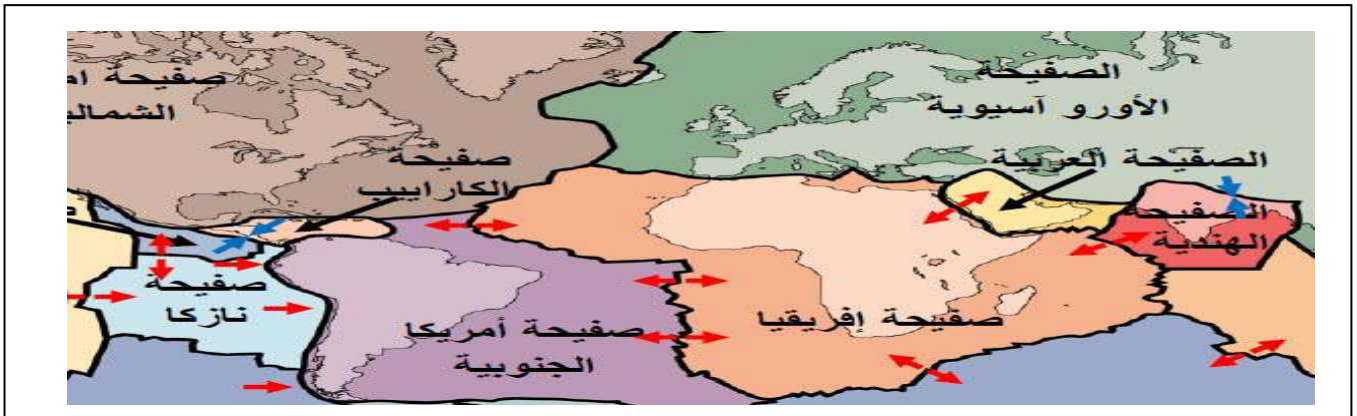 صفيحة
الشمالي
الصفيحة
الأورو آسيوية
صفيحة
الكاراييب
الصفيحة العربية
الصفيحة
الهندية
صفيحة
نازكا
صفيحة أمريكا
الجنوبية
صفيحة إفريقيا